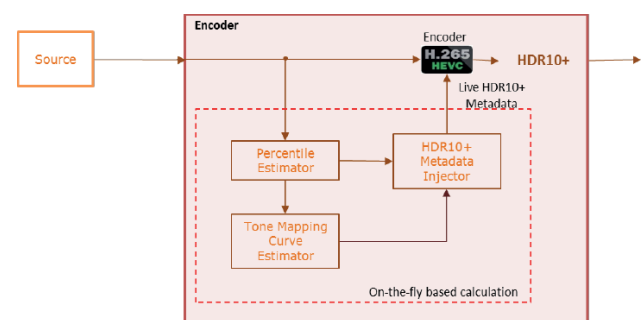 Encoder
Source
Encoder
H.265
HEVC
HDR10+
Live HDR10+
Metadata
Percentile
Estimator
HDR10+
Metadata
Injector
Tone Mapping
Curve
Estimator
On-the-fly based calculation